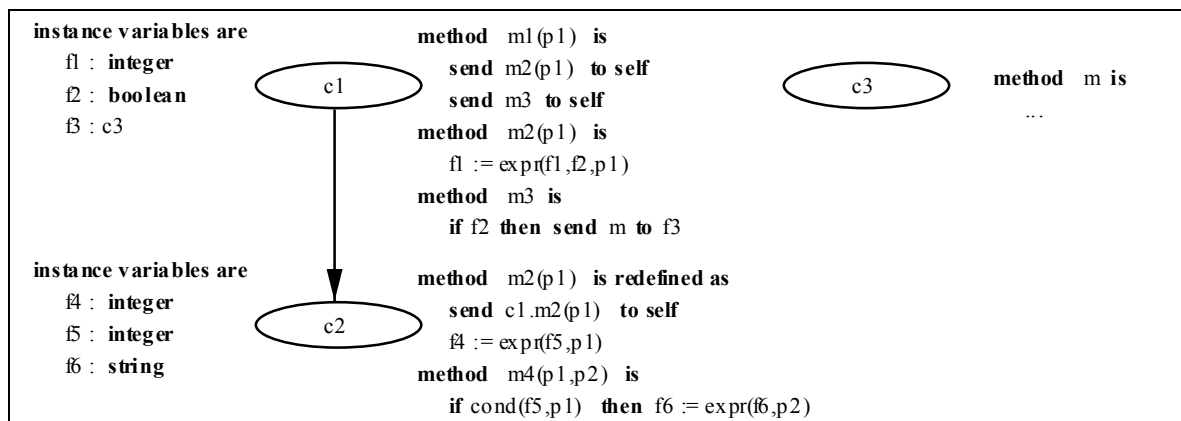 instance variables are
f1 : integer
f2 : boolean
f3 : c3
c1
method m1(p1) is
send m2(p1) to self
send m3 to self
method m2(p1) is
f1 := expr(f1,f2,p1)
method m3 is
if f2 then send m to f3
c3
method m is
...
instance variables are
f4 : integer
f5 : integer
f6 : string
c2
method m2(p1) is redefined as
send c1.m2(p1) to self
f4 := expr(f5,p1)
method m4(p1,p2) is
if cond(f5,p1) then f6 := expr(f6,p2)